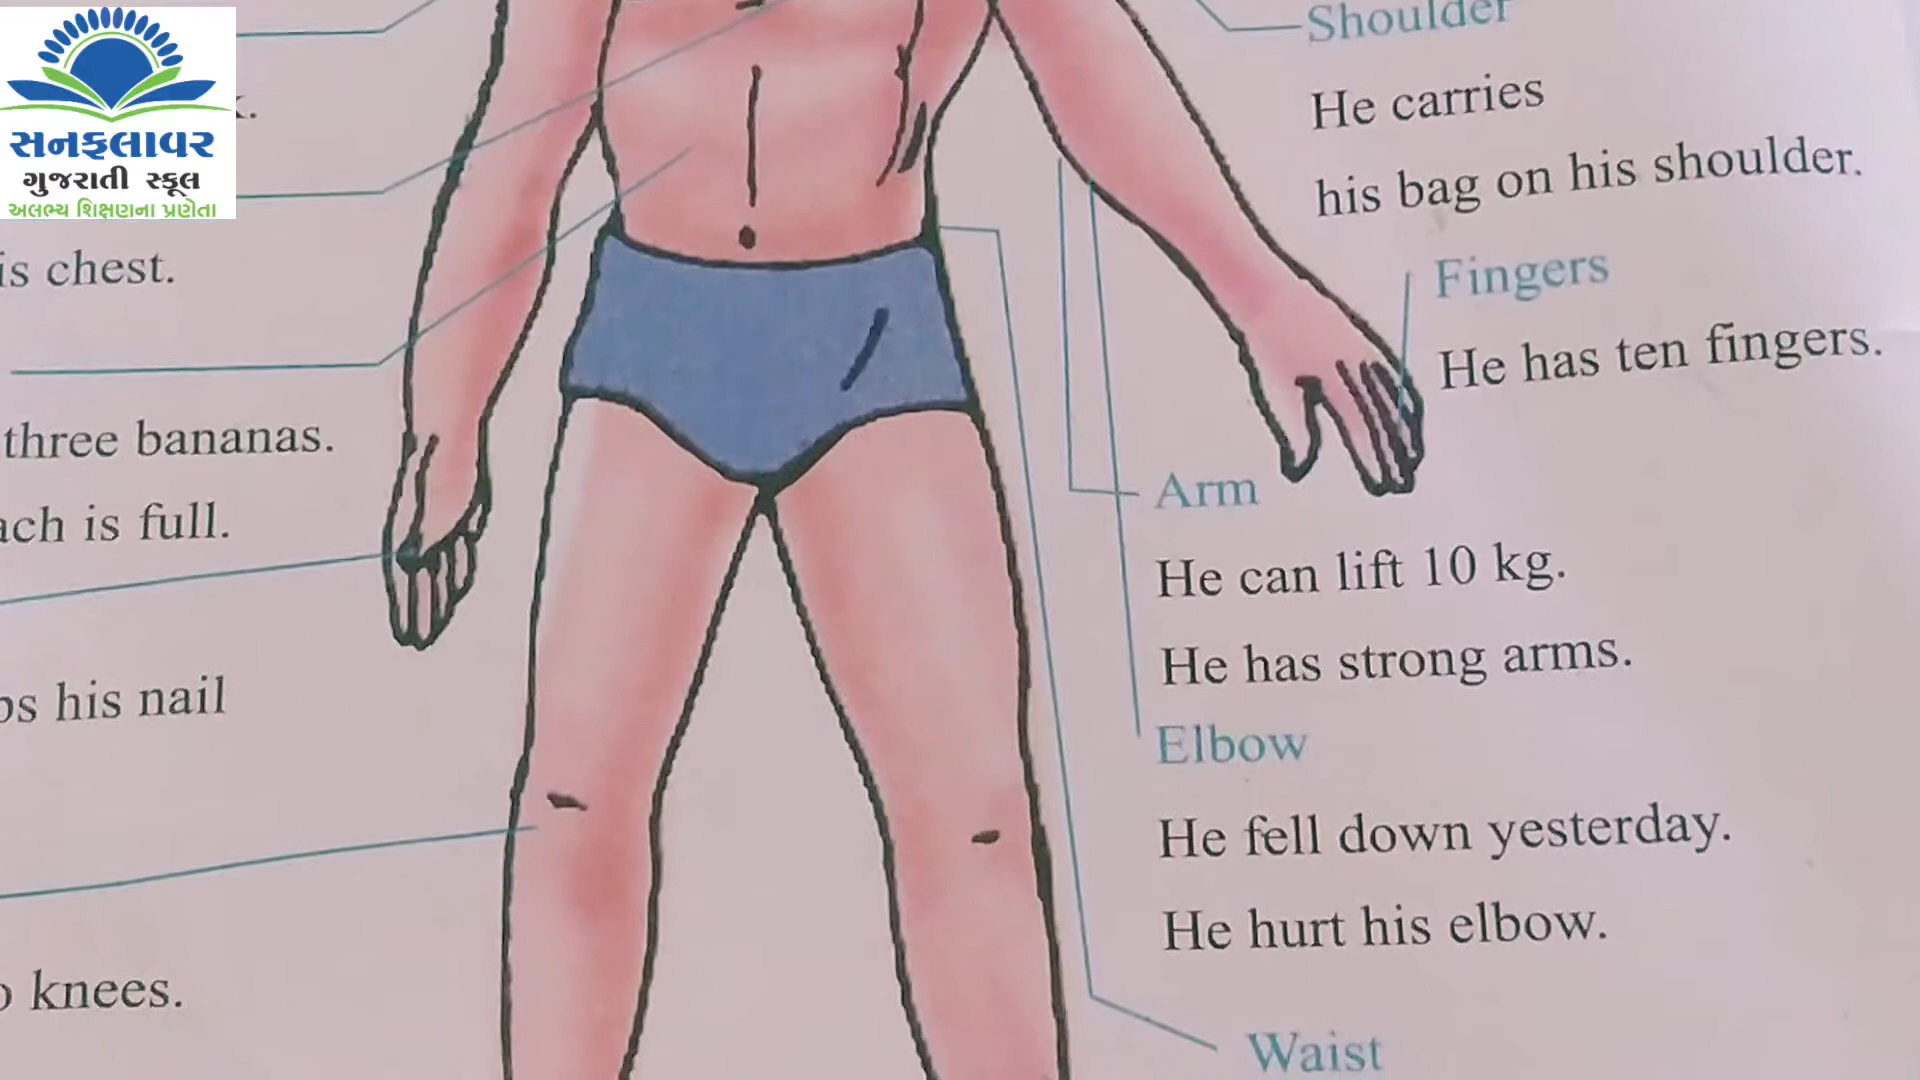 સનફલાવર
ગુજરાતી સ્કૂલ
અલભ્ય શિક્ષણના પ્રણેતા
is chest.
three bananas.
ach is full.
his nail
knees.
Shoulder
He carries
his bag on his shoulder.
Fingers
He has ten fingers.
Arm
He can lift 10 kg.
He has strong arms.
Elbow
He fell down yesterday.
He hurt his elbow.
Waist